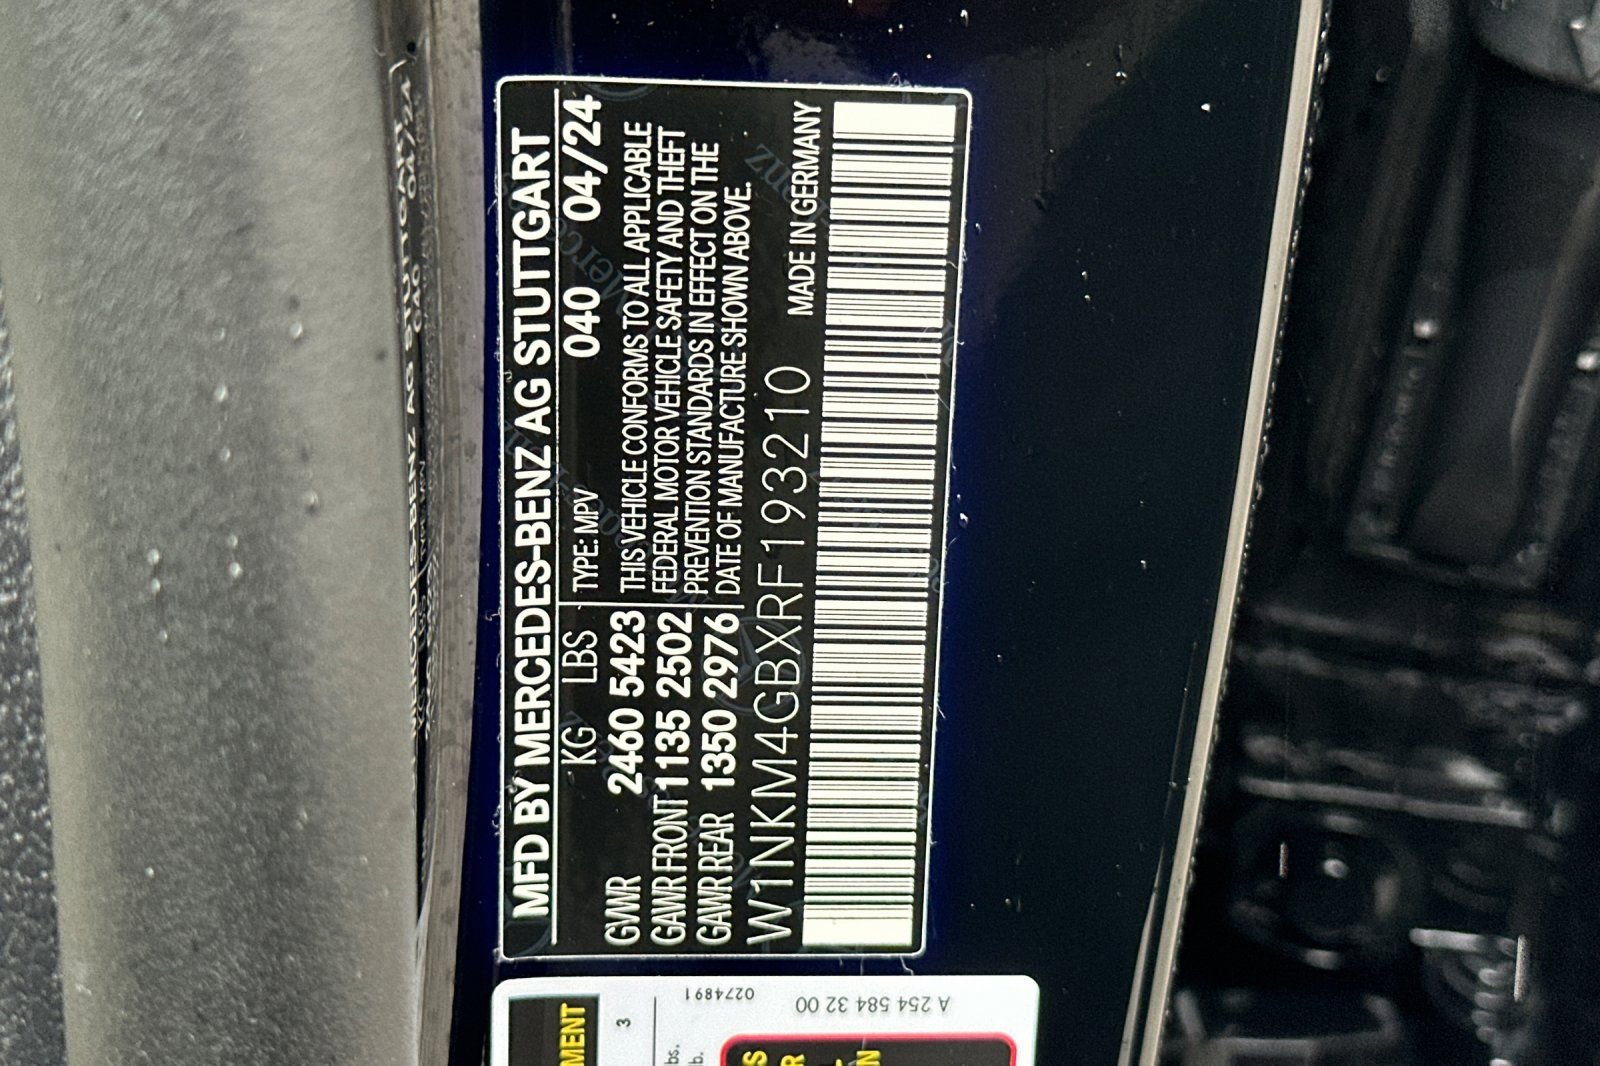 MFD BY MERCEDES-BENZ AG STUTTGART
KG LBS TYPE: MPV 040 04/24
GVWR 2460 5423
GAWR FRONT 1135 2502
GAWR REAR 1350 2976
THIS VEHICLE CONFORMS TO ALL APPLICABLE
FEDERAL MOTOR VEHICLE SAFETY AND THEFT
PREVENTION STANDARDS IN EFFECT ON THE
DATE OF MANUFACTURE SHOWN ABOVE.
W1NKM4GBXRF193210 MADE IN GERMANY
A 254 584 32 00
0274891
3